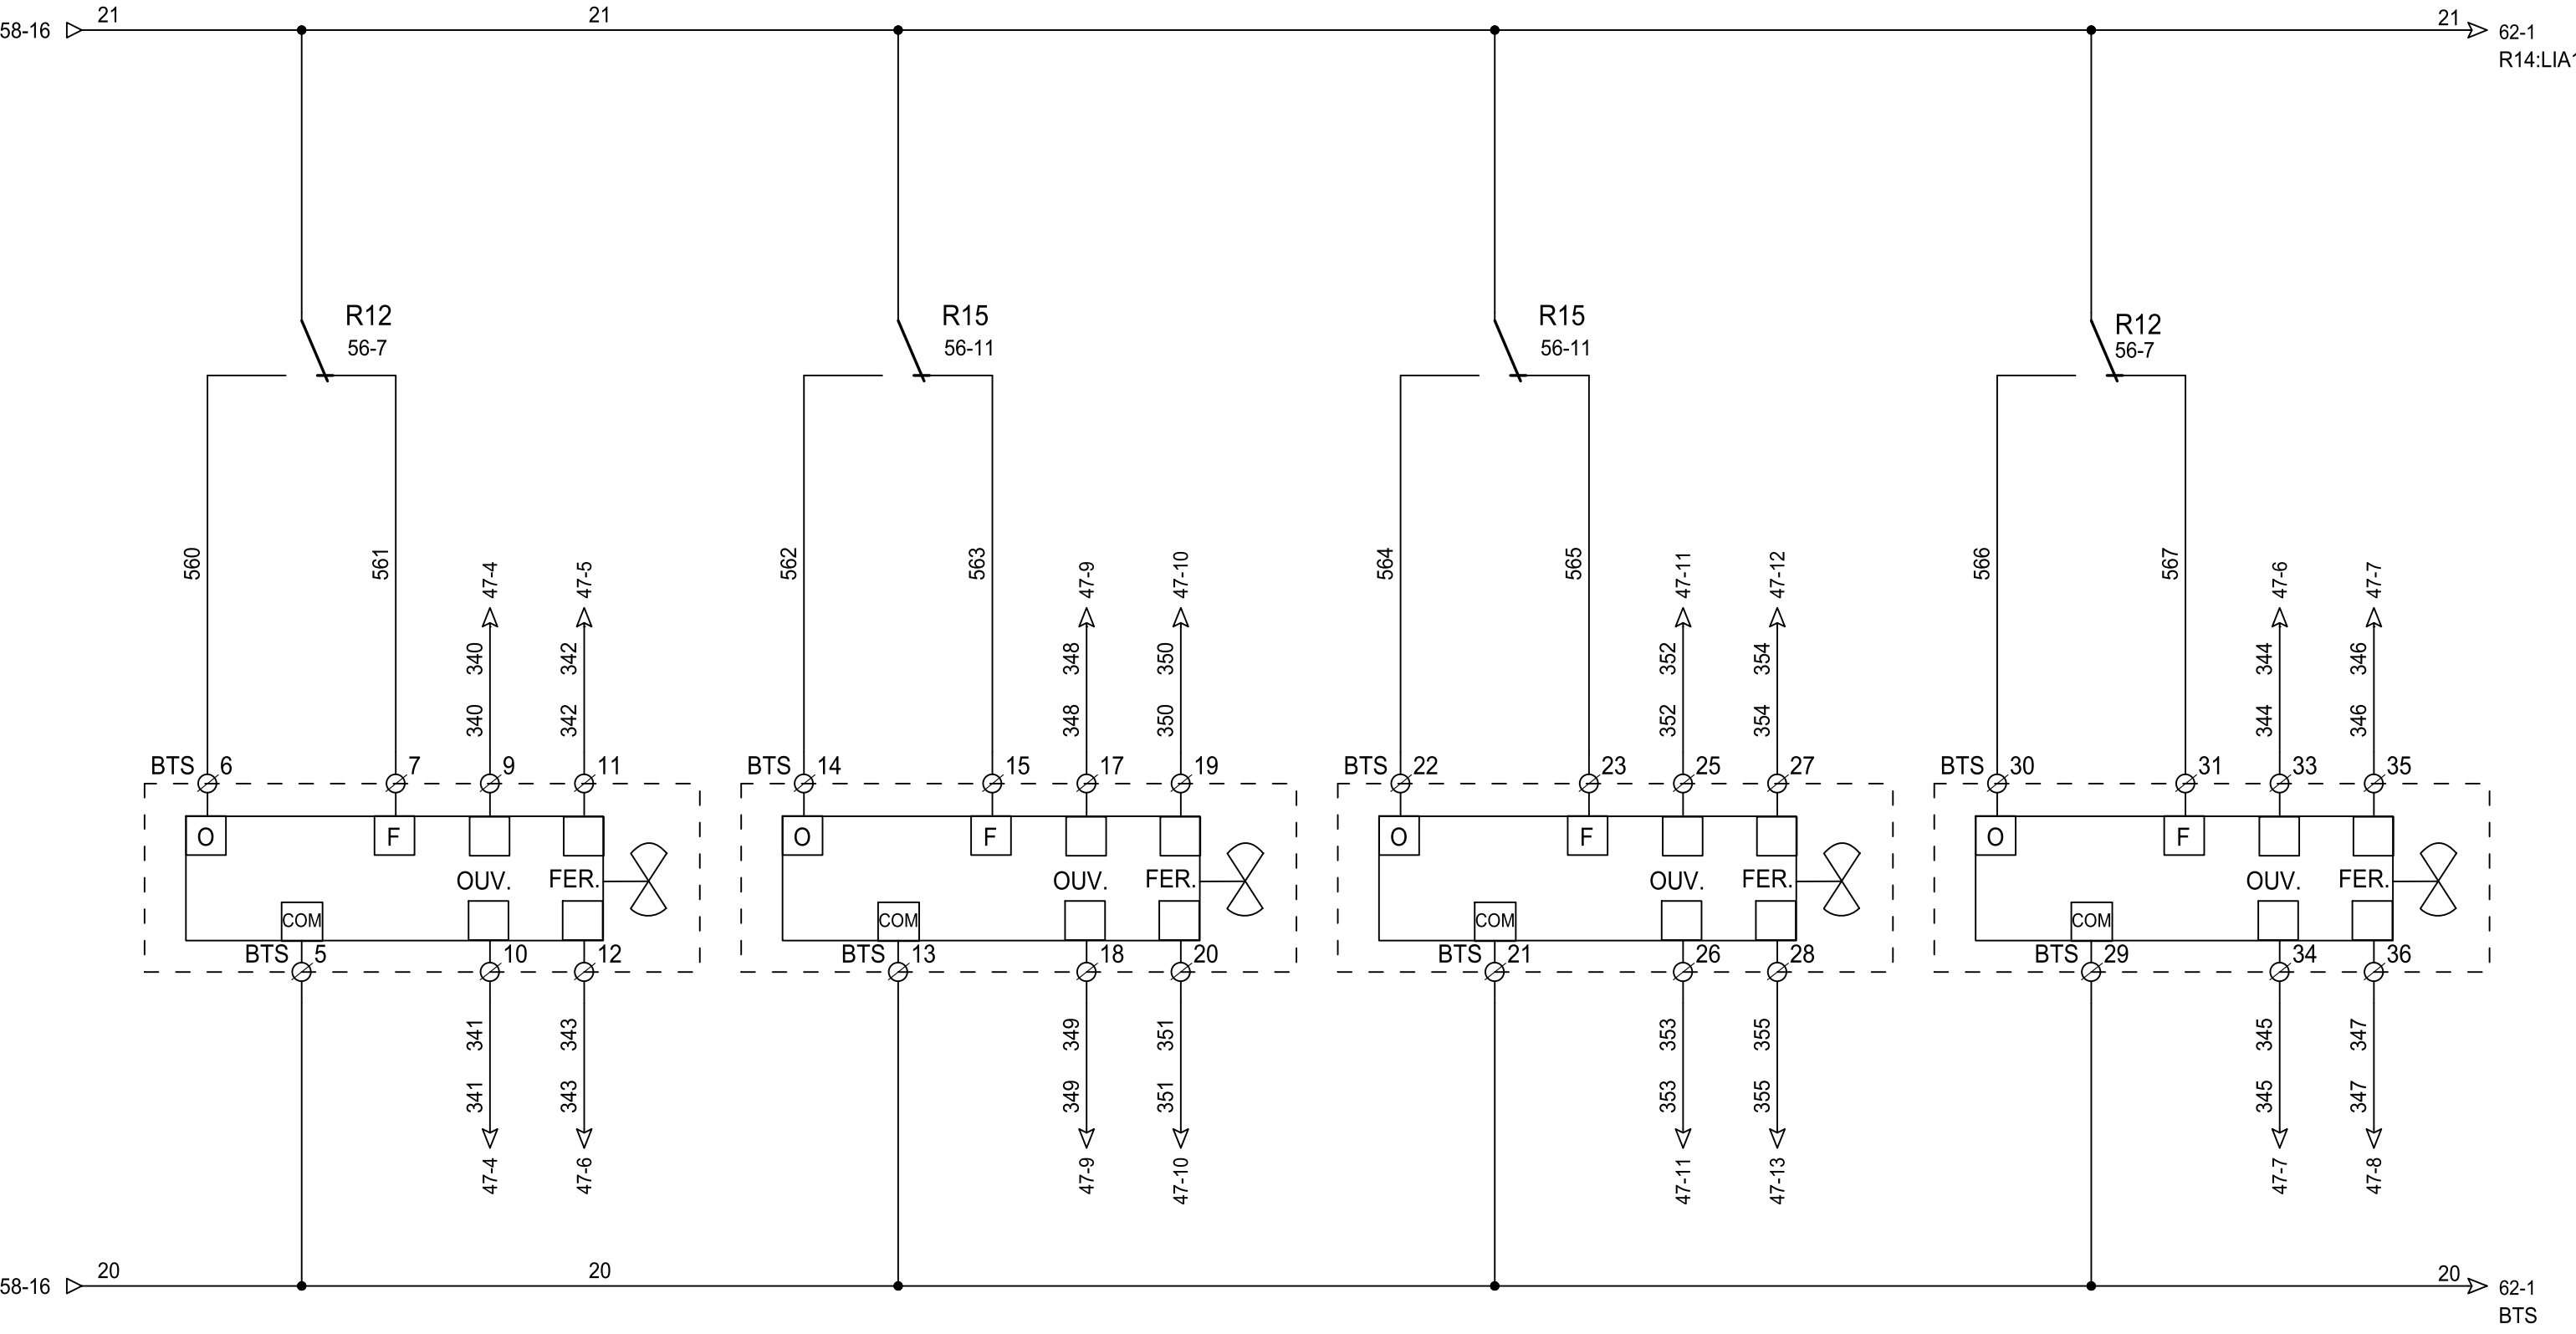 21 21 21
58-16 62-1
R14:LIA1
R12 R15 R15 R12
56-7 56-11 56-11 56-7
560 561 47-4 47-5 562 563 47-9 47-10 564 565 47-11 47-12 566 567 47-6 47-7
340 342 348 350 352 354 344 346
340 342 348 350 352 354 344 346
BTS 6 7 9 11 BTS 14 15 17 19 BTS 22 23 25 27 BTS 30 31 33 35
O F O F O F O F
OUV. FER. OUV. FER. OUV. FER. OUV. FER.
COM COM COM COM
BTS 5 10 12 BTS 13 18 20 BTS 21 26 28 BTS 29 34 36
341 343 349 351 353 355 345 347
341 343 349 351 353 355 345 347
47-4 47-6 47-9 47-10 47-11 47-13 47-7 47-8
20 20 20
58-16 62-1
BTS